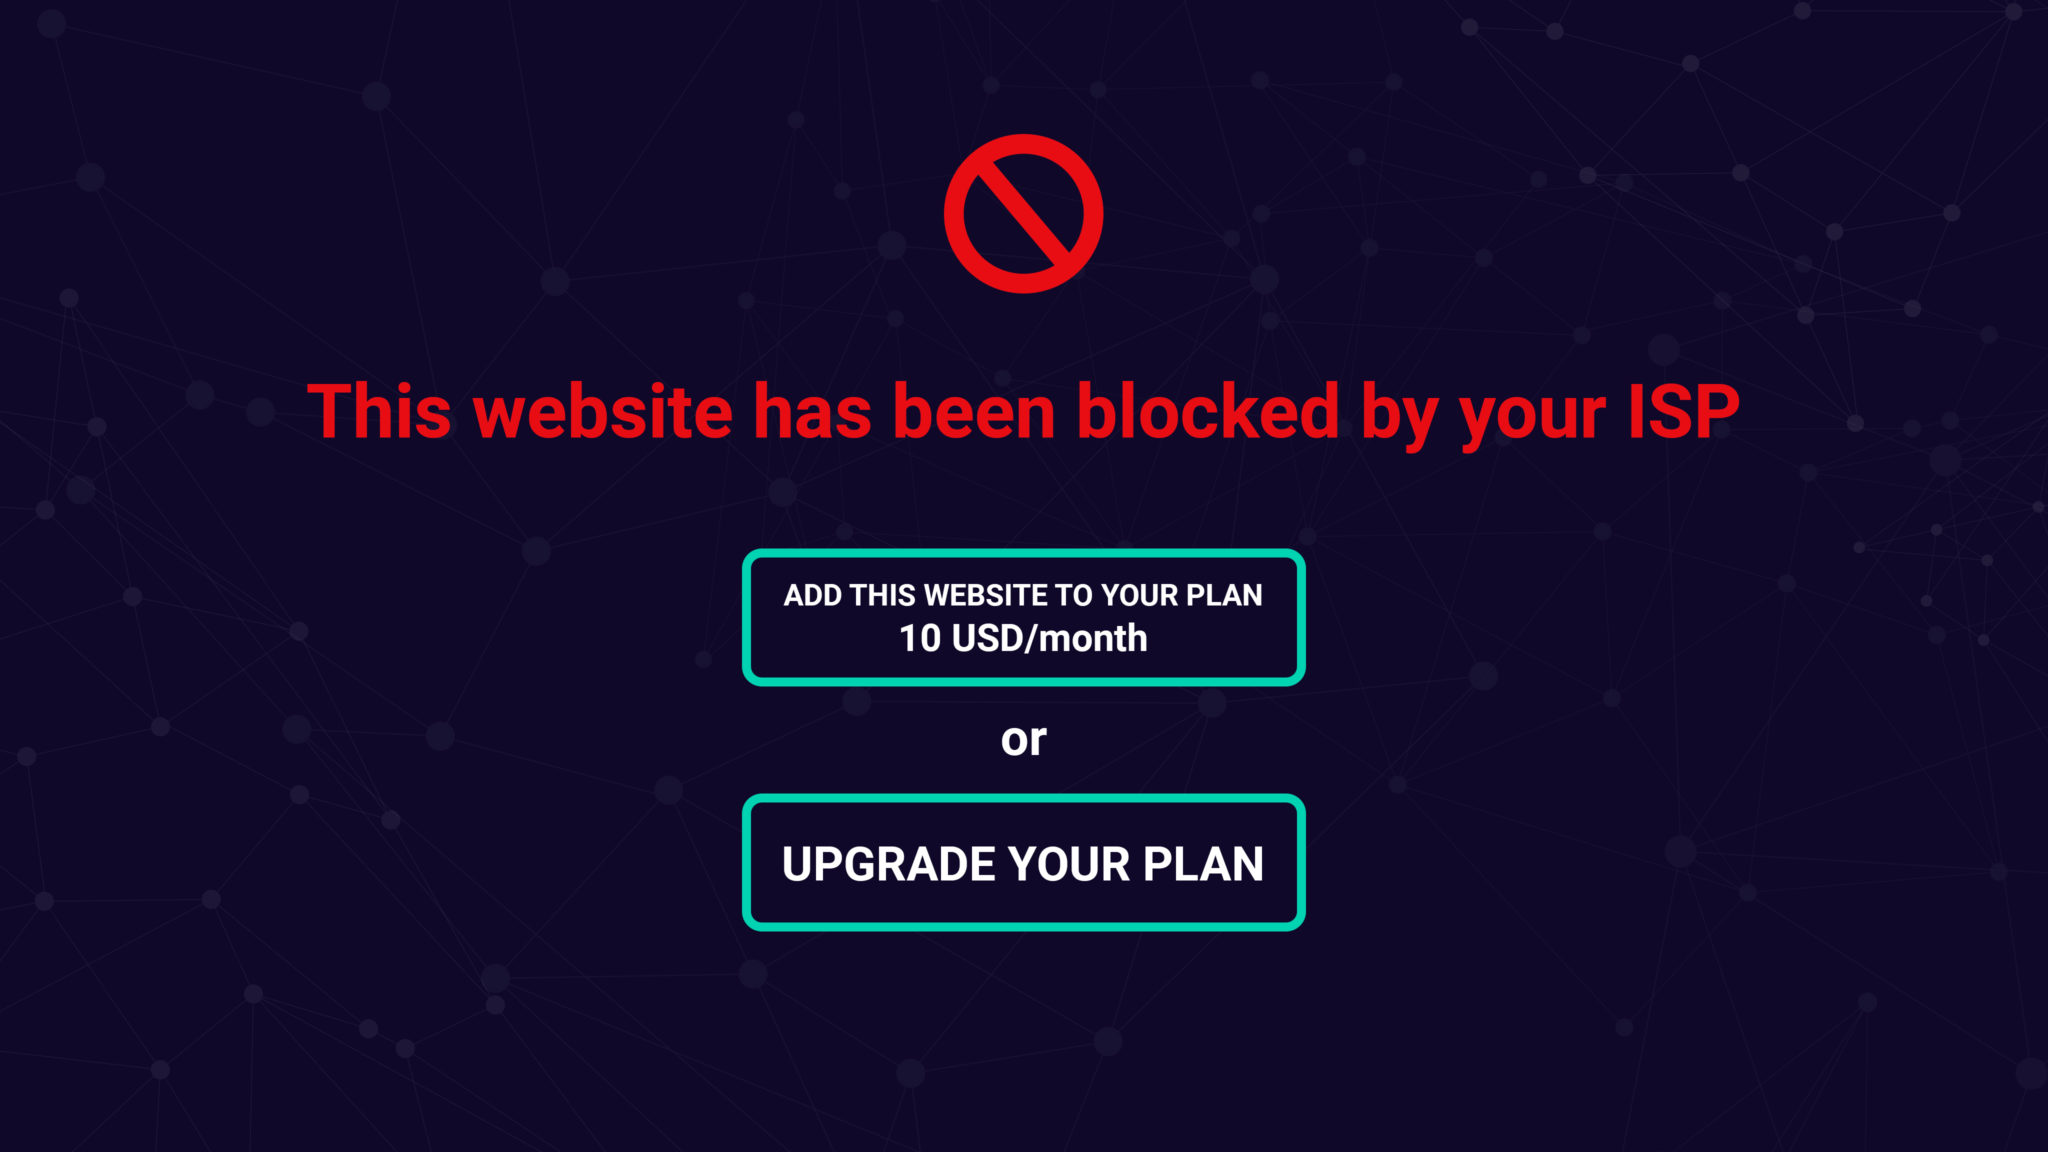 This website has been blocked by your ISP
ADD THIS WEBSITE TO YOUR PLAN
10 USD/month
or
UPGRADE YOUR PLAN